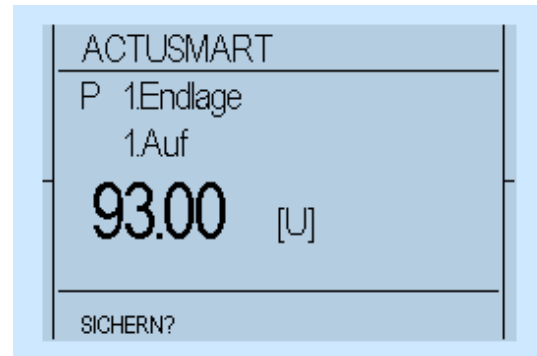 ACTUSMART
P 1.Endlage
1.Auf
93.00 [U]
SICHERN?